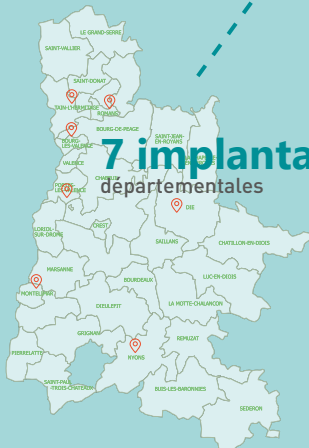 LE GRAND-SERRE
SAINT-VALLIER
SAINT-DONAT
TAIN-L'HERMITAGE
ROMANS
BOURG-
LES-VALENCE
BOURG-DE-PEAGE
SAINT-JEAN-
EN-ROYANS
VALENCE
7 implanta
départementales
DIE
LORIOL-
SUR-DROME
CREST
SAILLANS
CHATILLON-EN-DIOIS
MARSANNE
BOURDEAUX
LUC-EN-DIOIS
MONTELIMAR
DIEULEFIT
LA MOTTE-CHALANCON
GRIGNAN
REMUZAT
PIERRELATTE
NYONS
SAINT-PAUL
-TROIS-CHATEAUX
BUIS-LES-BARONNIES
SEDERON